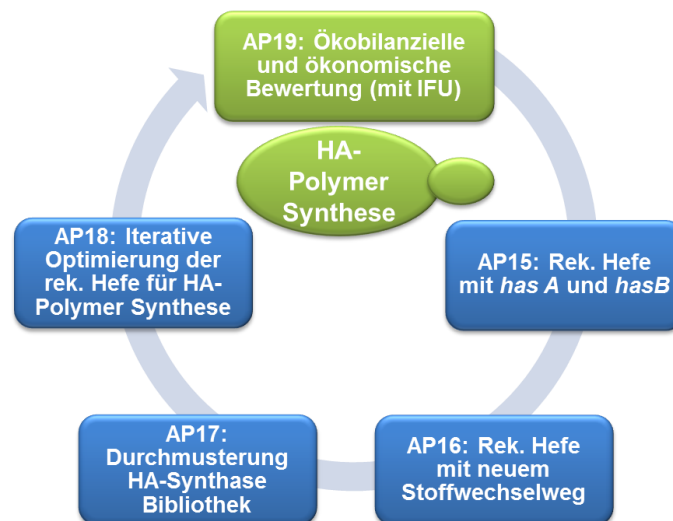 AP19: Ökobilanzielle
und ökonomische
Bewertung (mit IFU)
HA-
Polymer
Synthese
AP15: Rek. Hefe
mit has A und hasB
AP16: Rek. Hefe
mit neuem
Stoffwechselweg
AP17:
Durchmusterung
HA-Synthase
Bibliothek
AP18: Iterative
Optimierung der
rek. Hefe für HA-
Polymer Synthese